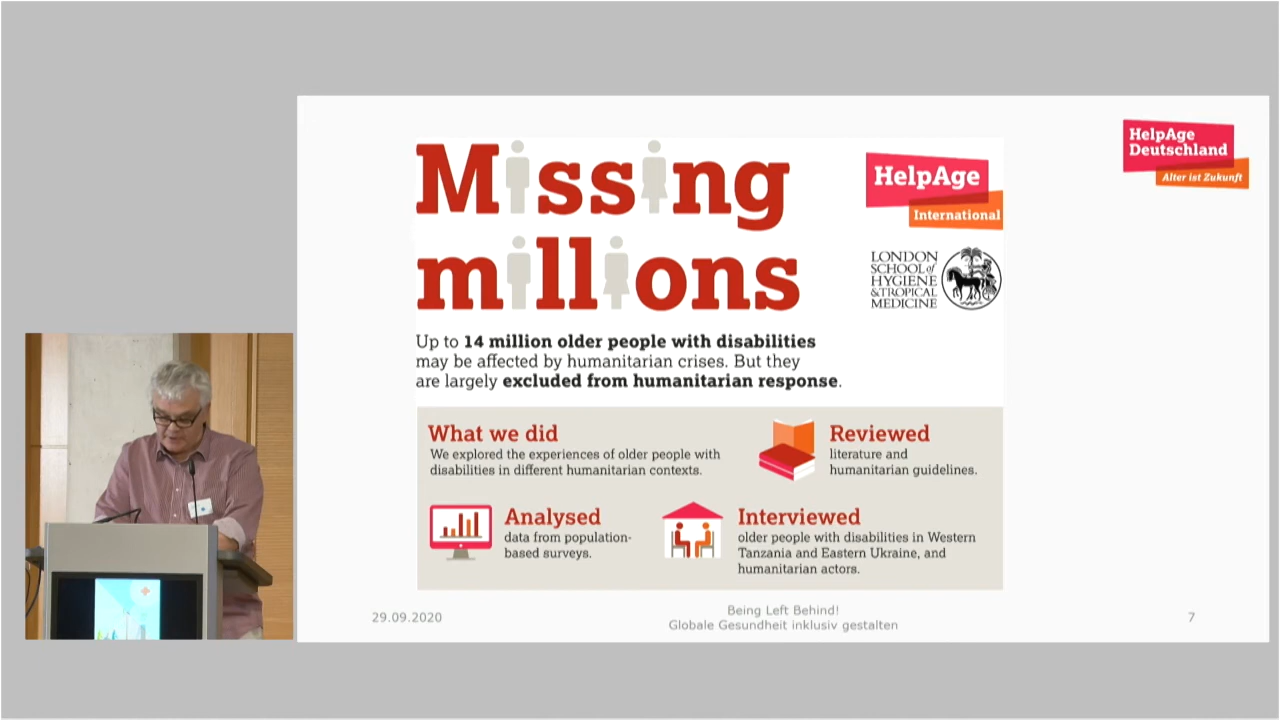 Missing
millions
Up to 14 million older people with disabilities
may be affected by humanitarian crises. But they
are largely excluded from humanitarian response.
HelpAge
International
LONDON
SCHOOL of
HYGIENE
& TROPICAL
MEDICINE
HelpAge
Deutschland
Alter ist Zukunft
What we did
We explored the experiences of older people with
disabilities in different humanitarian contexts.
Reviewed
literature and
humanitarian guidelines.
Analysed
data from population-
based surveys.
Interviewed
older people with disabilities in Western
Tanzania and Eastern Ukraine, and
humanitarian actors.
29.09.2020
Being Left Behind!
Globale Gesundheit inklusiv gestalten
7